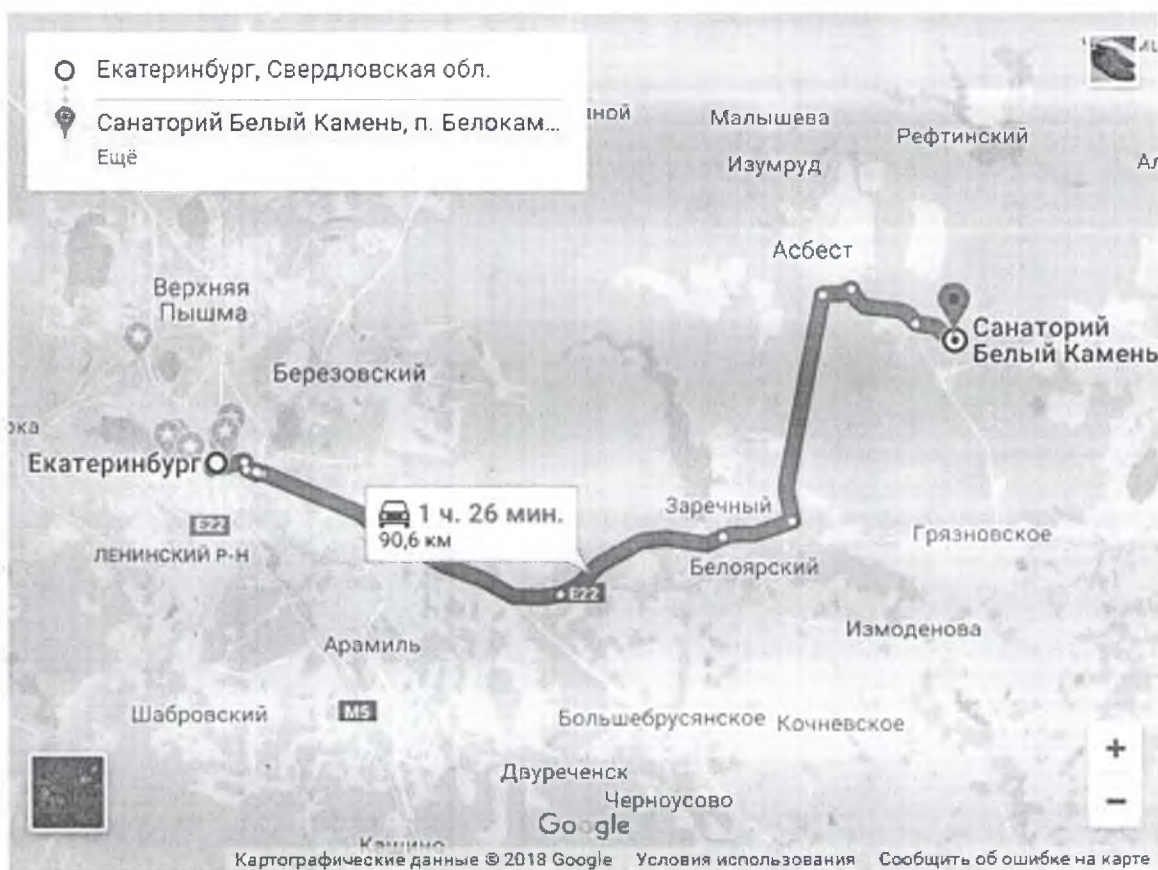 Екатеринбург, Свердловская обл.
Санаторий Белый Камень, п. Белокам...
Ещё
Малышева
Рефтинский
Изумруд
Асбест
Верхняя
Пышма
Санаторий
Белый Камень
Березовский
Екатеринбург
1 ч. 26 мин.
90,6 км
Заречный
E22
ЛЕНИНСКИЙ Р-Н
Грязновское
Белоярский
E22
Измоденова
Арамиль
Шабровский
M5
Большебрусянское
Кочневское
+
Двуреченск
Черноусово
−
Google
Кашино
Картографические данные © 2018 Google Условия использования Сообщить об ошибке на карте